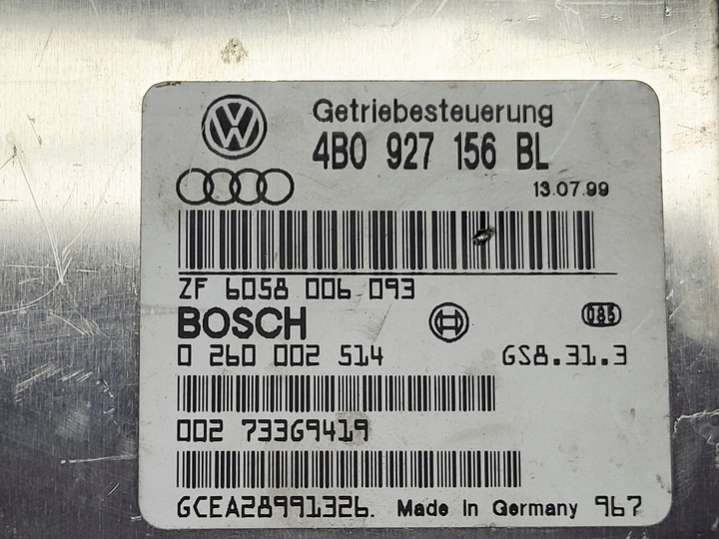 Getriebesteuerung
4B0 927 156 BL
13.07.99
ZF 6058 006 093
BOSCH
085
0 260 002 514 GS8.31.3
002 73369419
GCEA28991326. Made in Germany 967